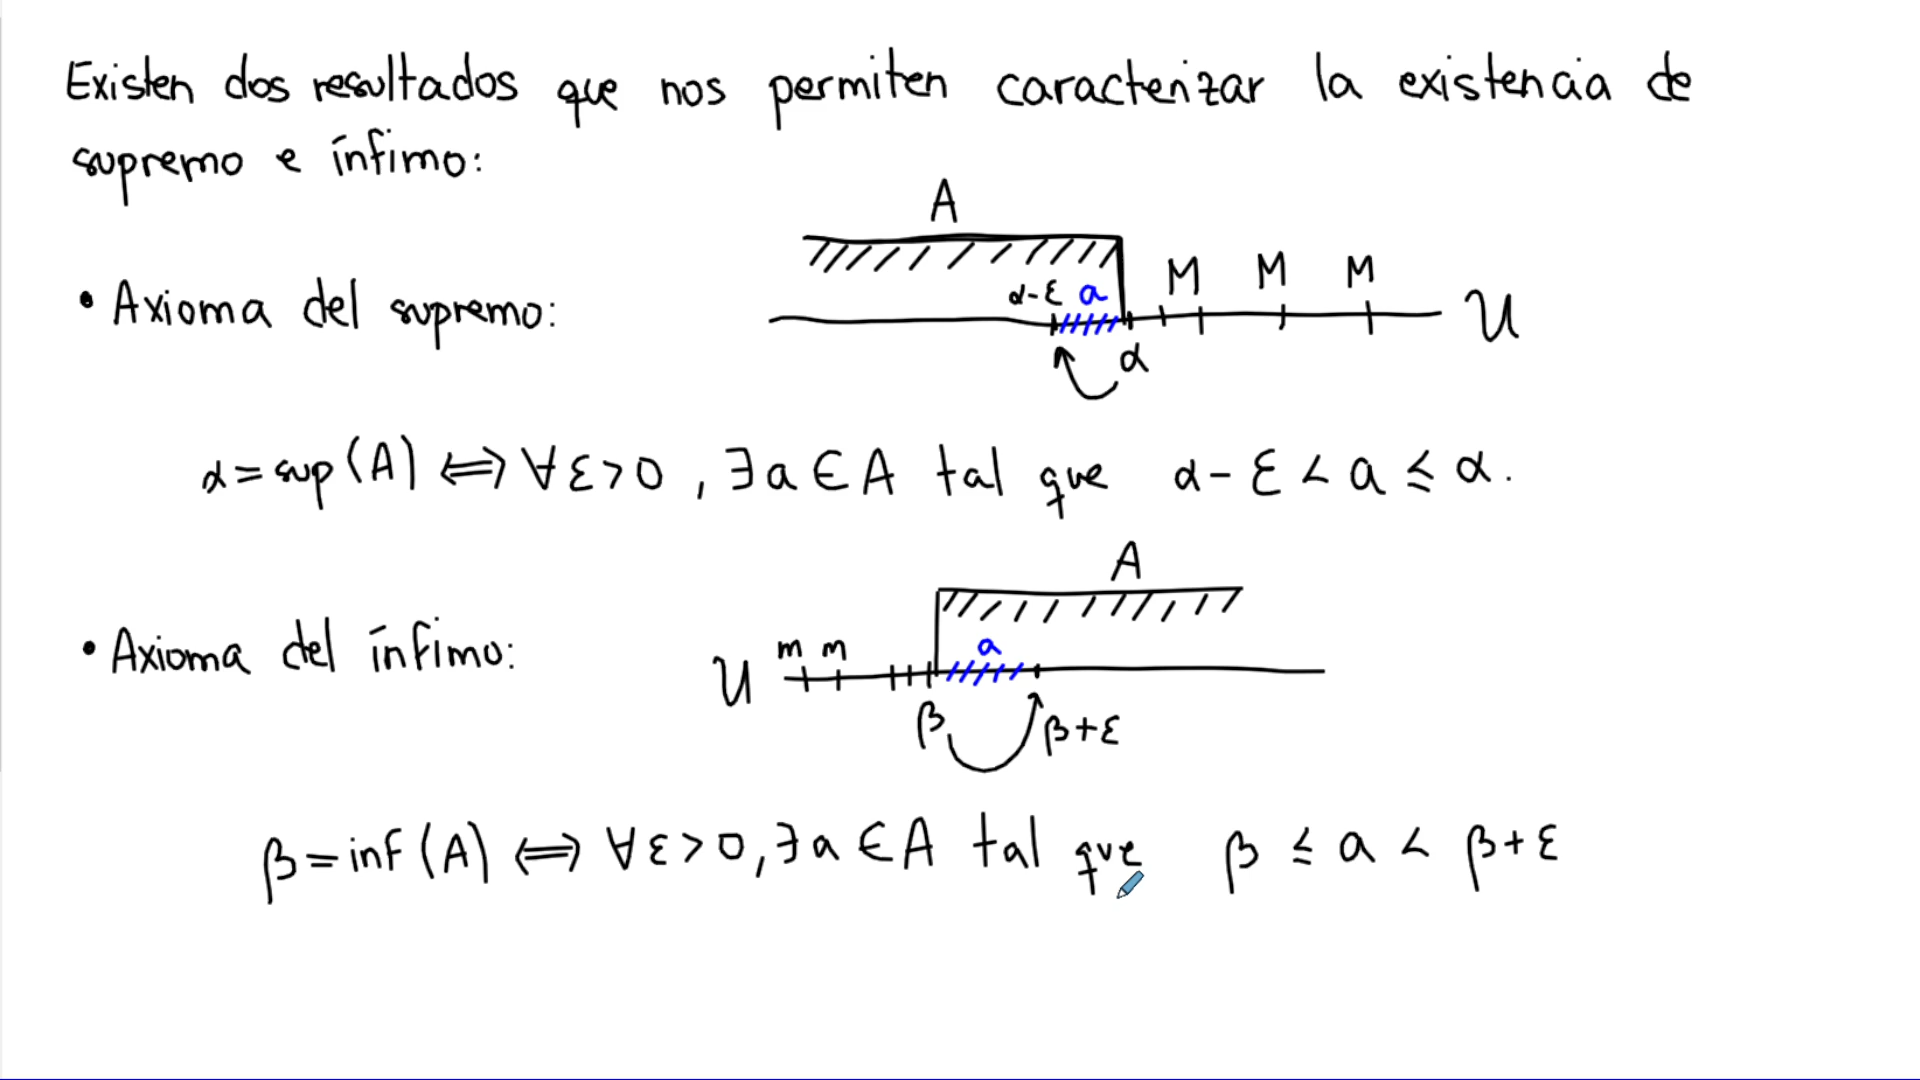 Existen dos resultados que nos permiten caracterizar la existencia de
supremo e ínfimo:
A
• Axioma del supremo:
α-ε a M M M U
α
α = sup(A) ⟺ ∀ε>0, ∃a∈A tal que α - ε < a ≤ α.
A
• Axioma del ínfimo:
U m m a
β β+ε
β = inf(A) ⟺ ∀ε>0, ∃a∈A tal que β ≤ a < β+ε